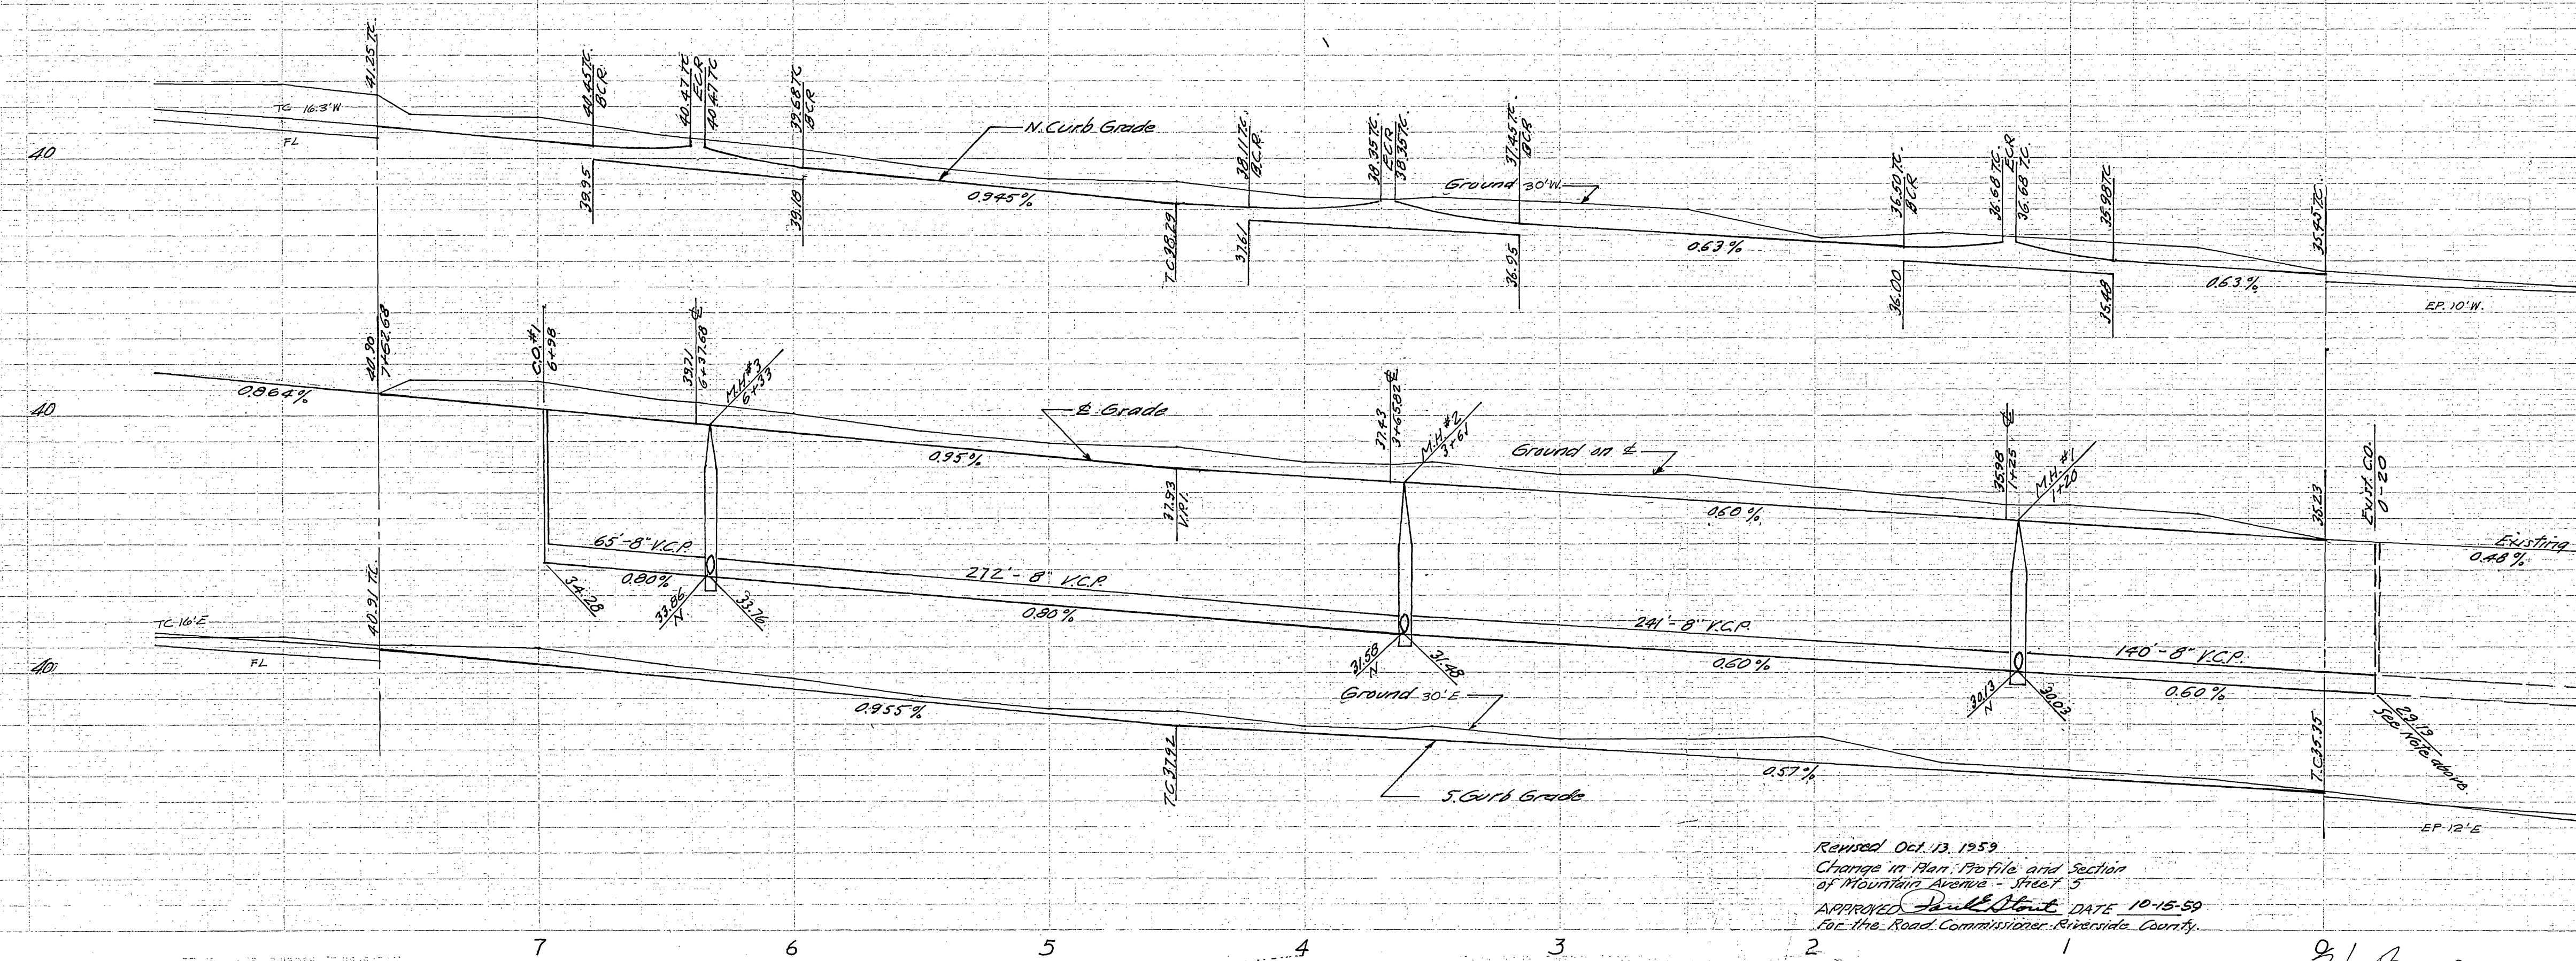 41.25 TC.
40.45 TC.
BCR.
40.47 TC
ECR
40.47 TC
39.68 TC
BCR
TC 16.3'W
FL
40
N. Curb Grade
39.95
39.18
0.945%
38.11 T.C.
B.C.R.
38.35 TC.
ECR
38.35 TC.
37.45 T.C.
BCR
Ground 30'W.
T.C. 38.29
37.61
36.95
0.63%
36.50 TC.
BCR
36.68 TC.
ECR
36.68 TC.
35.98 TC
35.45 TC.
36.00
35.48
0.63%
EP. 10'W.
40.90
7+62.68
C.O. #1
6+98
39.71
6+37.68 ℄
M.H. #3
6+33
0.864%
40
℄ Grade
0.95%
37.93
V.P.I.
37.43
3+65.82 ℄
M.H. #2
3+61
Ground on ℄
0.60%
35.98
1+25 ℄
M.H. #1
1+20
35.23
Exist. C.O.
0-20
Existing
0.48%
65'-8" V.C.P.
0.80%
34.28
33.86
N
33.76
272'-8" V.C.P.
0.80%
31.58
N
31.48
241'-8" V.C.P.
0.60%
30.13
N
30.03
140'-8" V.C.P.
0.60%
29.19
See Note above.
40.91 TC.
TC 16'E
FL
40
0.955%
T.C. 37.92
Ground 30'E
S. Curb Grade
0.57%
T.C. 35.35
EP 12'E
Revised Oct. 13, 1959
Change in Plan, Profile and Section
of Mountain Avenue - Sheet 5
APPROVED DATE 10-15-59
For the Road Commissioner Riverside County.
7 6 5 4 3 2 1 0